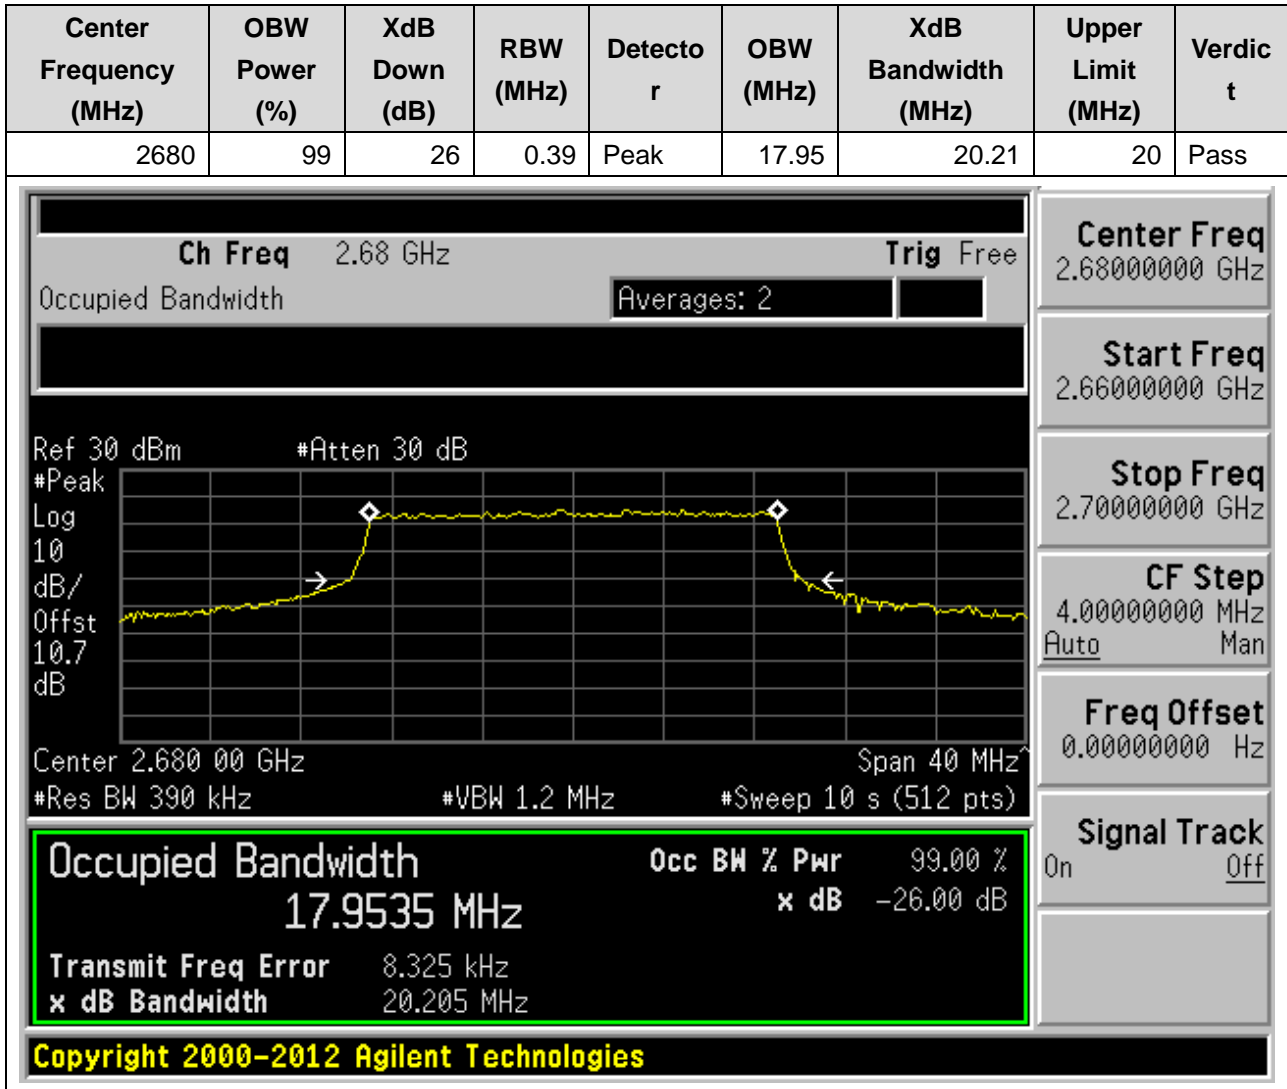 Center Frequency (MHz) OBW Power (%) XdB Down (dB) RBW (MHz) Detecto r OBW (MHz) XdB Bandwidth (MHz) Upper Limit (MHz) Verdic t
2680 99 26 0.39 Peak 17.95 20.21 20 Pass
Ch Freq 2.68 GHz Trig Free
Occupied Bandwidth Averages: 2
Ref 30 dBm #Atten 30 dB
#Peak
Log
10
dB/
Offst
10.7
dB
Center 2.680 00 GHz Span 40 MHz^
#Res BW 390 kHz #VBW 1.2 MHz #Sweep 10 s (512 pts)
Occupied Bandwidth Occ BW % Pwr 99.00 %
17.9535 MHz x dB -26.00 dB
Transmit Freq Error 8.325 kHz
x dB Bandwidth 20.205 MHz
Copyright 2000-2012 Agilent Technologies
Center Freq
2.68000000 GHz
Start Freq
2.66000000 GHz
Stop Freq
2.70000000 GHz
CF Step
4.00000000 MHz
Auto Man
Freq Offset
0.00000000 Hz
Signal Track
On Off